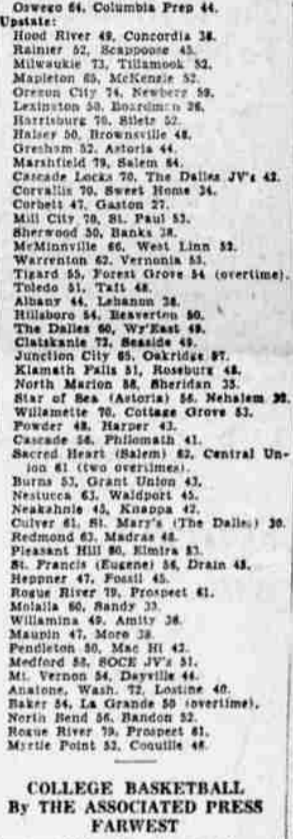 Oswego 64, Columbia Prep 44.
Upstate:
Hood River 49, Concordia 38.
Rainier 52, Scappoose 45.
Milwaukie 73, Tillamook 52.
Mapleton 65, McKenzie 52.
Oregon City 74, Newberg 59.
Lexington 50, Boardman 26.
Harrisburg 70, Siletz 52.
Halsey 50, Brownsville 48.
Gresham 52, Astoria 44.
Marshfield 79, Salem 64.
Cascade Locks 70, The Dalles JV's 42.
Corvallis 70, Sweet Home 34.
Corbett 47, Gaston 27.
Mill City 70, St. Paul 53.
Sherwood 50, Banks 38.
McMinnville 66, West Linn 52.
Warrenton 62, Vernonia 53.
Tigard 55, Forest Grove 54 (overtime).
Toledo 51, Taft 48.
Albany 44, Lebanon 36.
Hillsboro 54, Beaverton 50.
The Dalles 60, Wy'East 49.
Clatskanie 72, Seaside 49.
Junction City 65, Oakridge 57.
Klamath Falls 51, Roseburg 48.
North Marion 58, Sheridan 35.
Star of Sea (Astoria) 56, Nehalem
Willamette 70, Cottage Grove 53.
Powder 48, Harper 43.
Cascade 56, Philomath 41.
Sacred Heart (Salem) 62, Central Un-
ion 61 (two overtimes).
Burns 53, Grant Union 43.
Nestucca 63, Waldport 45.
Neakahnie 45, Knappa 42.
Culver 61, St. Mary's (The Dalles) 30.
Redmond 63, Madras 48.
Pleasant Hill 80, Elmira 53.
St. Francis (Eugene) 56, Drain 48.
Heppner 47, Fossil 45.
Rogue River 79, Prospect 61.
Molalla 60, Sandy 33.
Willamina 49, Amity 36.
Maupin 47, Moro 38.
Pendleton 50, Mac Hi 42.
Medford 58, SOCE JV's 51.
Mt. Vernon 54, Dayville 44.
Anatone, Wash. 72, Lostine 40.
Baker 54, La Grande 50 (overtime).
North Bend 56, Bandon 52.
Rogue River 79, Prospect 61.
Myrtle Point 52, Coquille 48.
COLLEGE BASKETBALL
By THE ASSOCIATED PRESS
FARWEST